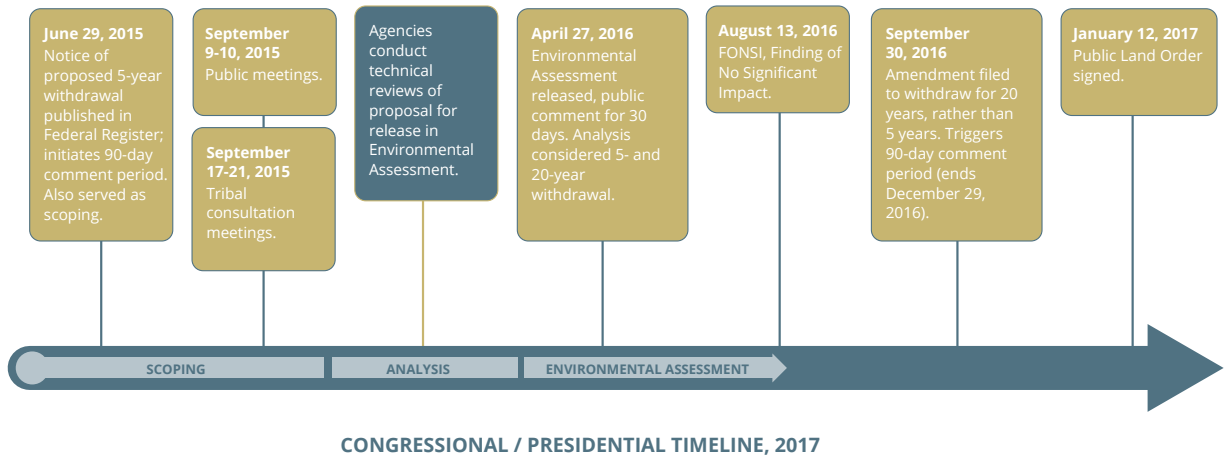 June 29, 2015
Notice of
proposed 5-year
withdrawal
published in
Federal Register;
initiates 90-day
comment period.
Also served as
scoping.
September
9-10, 2015
Public meetings.
September
17-21, 2015
Tribal
consultation
meetings.
Agencies
conduct
technical
reviews of
proposal for
release in
Environmental
Assessment.
April 27, 2016
Environmental
Assessment
released, public
comment for 30
days. Analysis
considered 5- and
20-year
withdrawal.
August 13, 2016
FONSI, Finding of
No Significant
Impact.
September
30, 2016
Amendment filed
to withdraw for 20
years, rather than
5 years. Triggers
90-day comment
period (ends
December 29,
2016).
January 12, 2017
Public Land Order
signed.
SCOPING
ANALYSIS
ENVIRONMENTAL ASSESSMENT
CONGRESSIONAL / PRESIDENTIAL TIMELINE, 2017